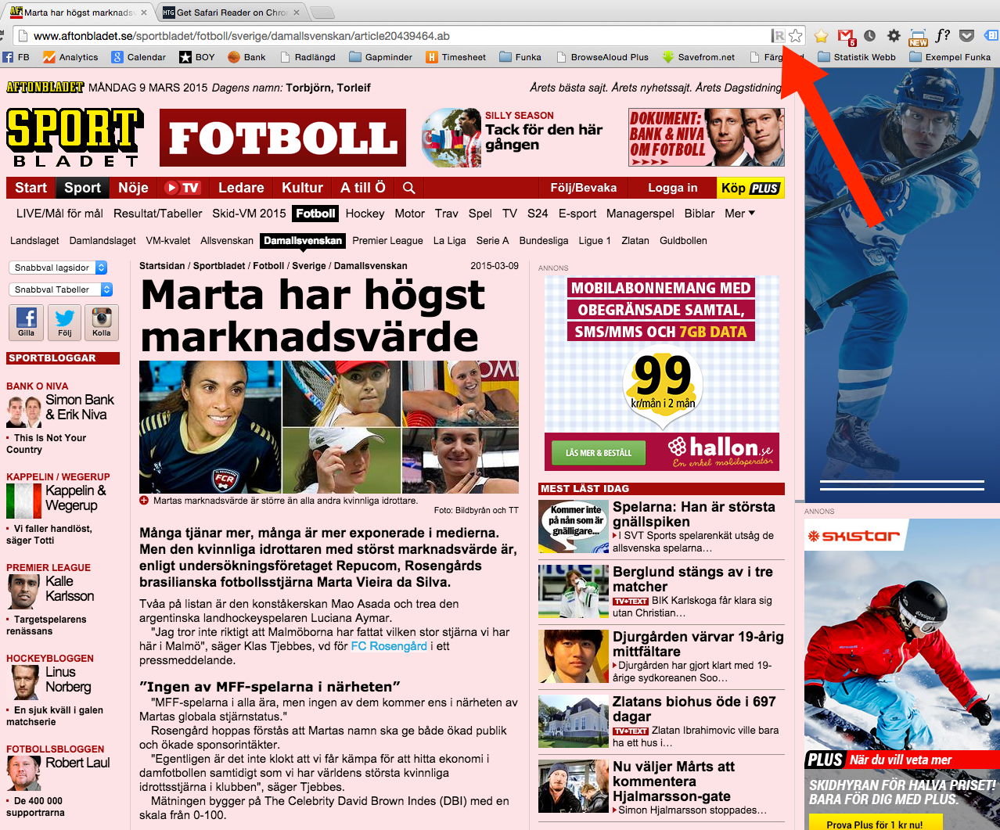 Marta har högst marknadsv
Get Safari Reader on Chro
www.aftonbladet.se/sportbladet/fotboll/sverige/damallsvenskan/article20439464.ab
R
5
NEW
f?
FB
Analytics
Calendar
BOY
Bank
Radlängd
Gapminder
Timesheet
Funka
BrowseAloud Plus
Savefrom.net
Färg
Statistik Webb
Exempel Funka
AFTONBLADET MÅNDAG 9 MARS 2015 Dagens namn: Torbjörn, Torleif
Årets bästa sajt. Årets nyhetssajt. Årets Dagstidning
SPORT
BLADET
FOTBOLL
SILLY SEASON
Tack för den här
gången
DOKUMENT:
BANK & NIVA
OM FOTBOLL
Start Sport Nöje TV Ledare Kultur A till Ö
Följ/Bevaka Logga in Köp PLUS
LIVE/Mål för mål Resultat/Tabeller Skid-VM 2015 Fotboll Hockey Motor Trav Spel TV S24 E-sport Managerspel Biblar Mer
Landslaget Damlandslaget VM-kvalet Allsvenskan Damallsvenskan Premier League La Liga Serie A Bundesliga Ligue 1 Zlatan Guldbollen
Snabbval lagsidor
Snabbval Tabeller
Gilla Följ Kolla
SPORTBLOGGAR
BANK O NIVA
Simon Bank
& Erik Niva
This Is Not Your
Country
KAPPELIN / WEGERUP
Kappelin &
Wegerup
Vi faller handlöst,
säger Totti
PREMIER LEAGUE
Kalle
Karlsson
Targetspelarens
renässans
HOCKEYBLOGGEN
Linus
Norberg
En sjuk kväll i galen
matchserie
FOTBOLLSBLOGGEN
Robert Laul
De 400 000
supportrarna
Startsidan / Sportbladet / Fotboll / Sverige / Damallsvenskan
2015-03-09
Marta har högst
marknadsvärde
FCR
Martas marknadsvärde är större än alla andra kvinnliga idrottare.
Foto: Bildbyrån och TT
Många tjänar mer, många är mer exponerade i medierna.
Men den kvinnliga idrottaren med störst marknadsvärde är,
enligt undersökningsföretaget Repucom, Rosengårds
brasilianska fotbollsstjärna Marta Vieira da Silva.
Tvåa på listan är den konståkerskan Mao Asada och trea den
argentinska landhockeyspelaren Luciana Aymar.
"Jag tror inte riktigt att Malmöborna har fattat vilken stor stjärna vi har
här i Malmö", säger Klas Tjebbes, vd för FC Rosengård i ett
pressmeddelande.
”Ingen av MFF-spelarna i närheten”
"MFF-spelarna i alla ära, men ingen av dem kommer ens i närheten av
Martas globala stjärnstatus."
Rosengård hoppas förstås att Martas namn ska ge både ökad publik
och ökade sponsorintäkter.
"Egentligen är det inte klokt att vi får kämpa för att hitta ekonomi i
damfotbollen samtidigt som vi har världens största kvinnliga
idrottsstjärna i klubben", säger Tjebbes.
Mätningen bygger på The Celebrity David Brown Indes (DBI) med en
skala från 0-100.
ANNONS
MOBILABONNEMANG MED
OBEGRÄNSADE SAMTAL,
SMS/MMS OCH 7GB DATA
99
kr/mån i 2 mån
LÄS MER & BESTÄLL
hallon.se
En enkel mobiloperatör
MEST LÄST IDAG
Kommer inte
på nån som är
gnälligare...
Spelarna: Han är största
gnällspiken
I SVT Sports spelarenkät utsåg de
allsvenska spelarna…
Berglund stängs av i tre
matcher
TV+TEXT BIK Karlskoga får klara sig
utan Christian…
Djurgården värvar 19-årig
mittfältare
Djurgården har gjort klart med 19-
årige sydkoreanen Soo…
Zlatans biohus öde i 697
dagar
TV+TEXT Zlatan Ibrahimovic ville bara
ha ett hus i…
Nu väljer Mårts att
kommentera
Hjalmarsson-gate
Simon Hjalmarsson stoppades…
ANNONS
SKISTAR
PLUS När du vill veta mer
SKIDHYRAN FÖR HALVA PRISET!
BARA FÖR DIG MED PLUS.
Prova Plus för 1 kr nu!